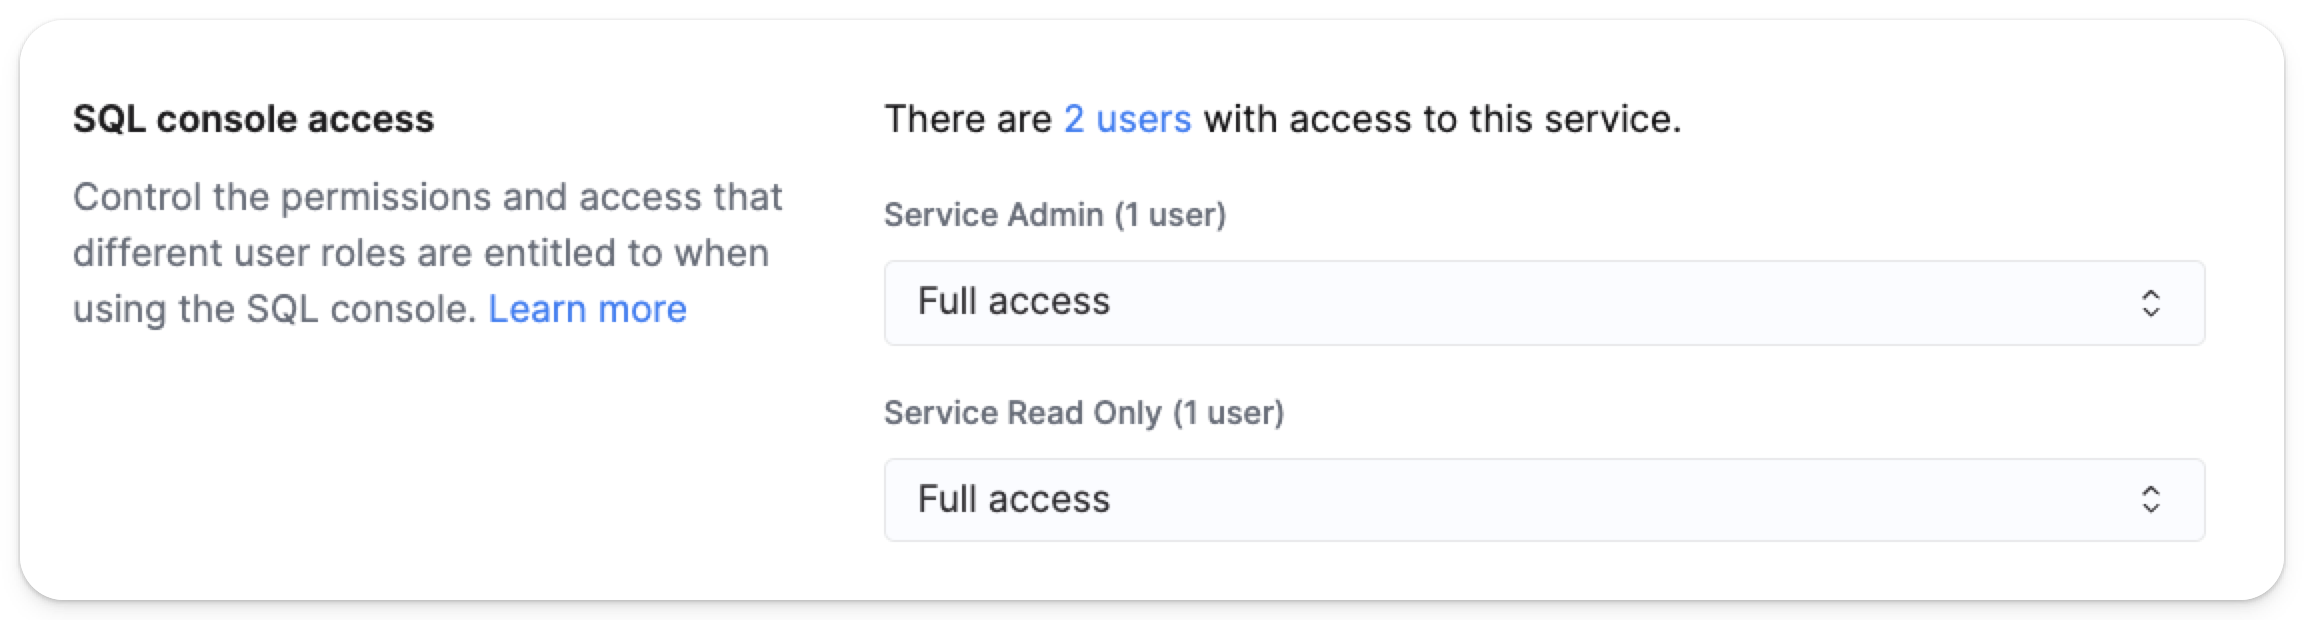 SQL console access
Control the permissions and access that
different user roles are entitled to when
using the SQL console. Learn more
There are 2 users with access to this service.
Service Admin (1 user)
Full access
Service Read Only (1 user)
Full access